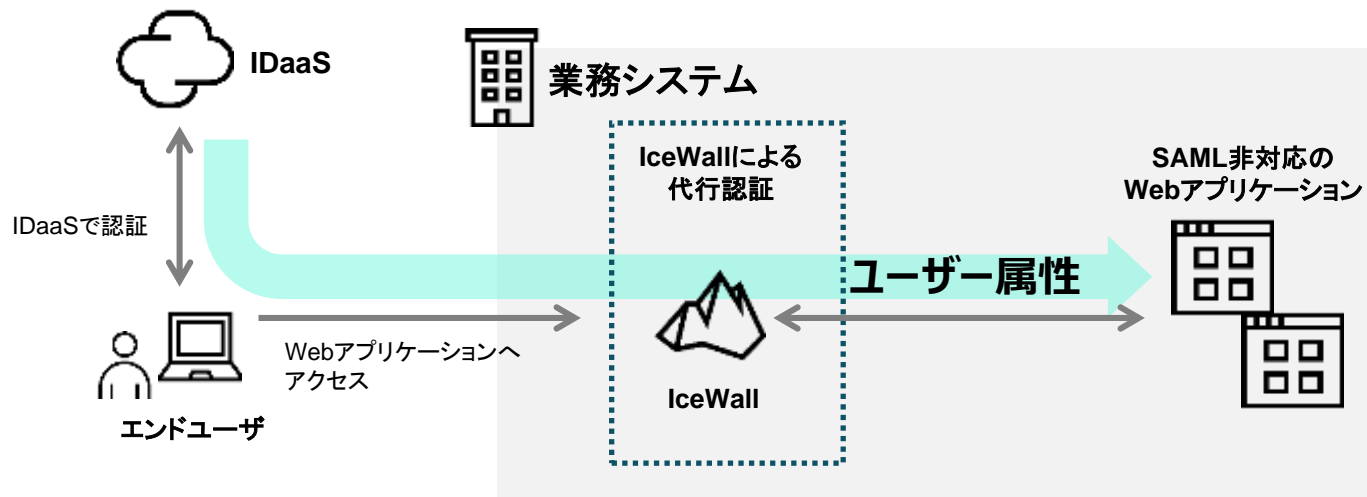 IDaaS
業務システム
IceWallによる
代行認証
SAML非対応の
Webアプリケーション
IDaaSで認証
ユーザー属性
Webアプリケーションへ
アクセス
IceWall
エンドユーザ